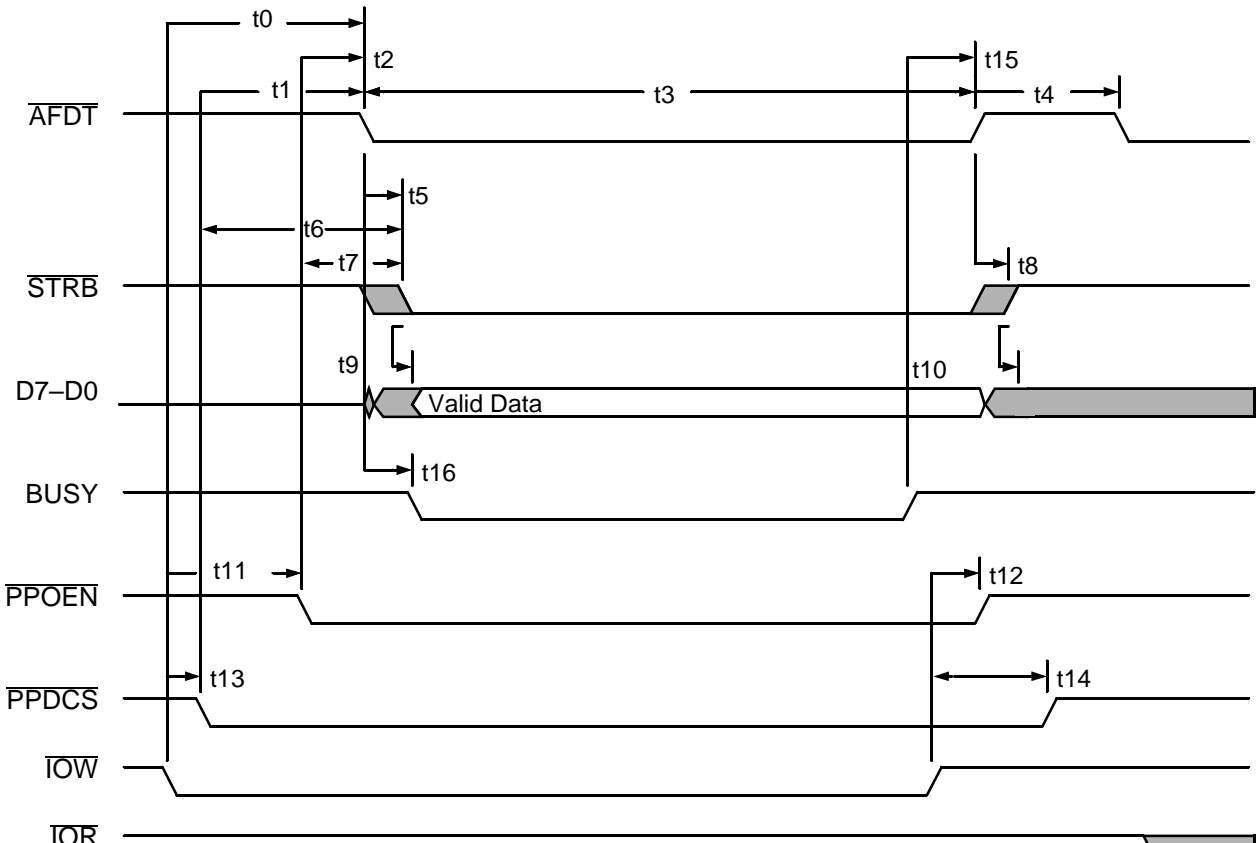 t0
t2
t15
t1
t3
t4
AFDT
t5
t6
t7
t8
STRB
t9
t10
D7–D0
Valid Data
t16
BUSY
t11
t12
PPOEN
t13
t14
PPDCS
IOW
IOR